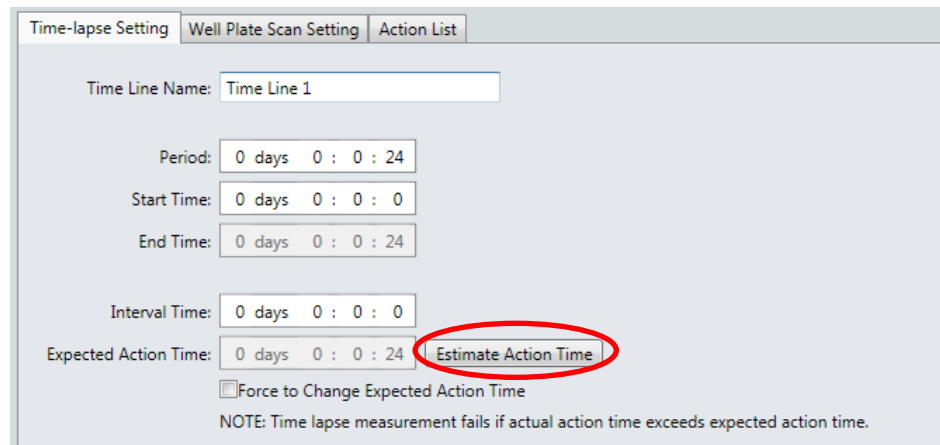 Time-lapse Setting Well Plate Scan Setting Action List
Time Line Name: Time Line 1
Period: 0 days 0 : 0 : 24
Start Time: 0 days 0 : 0 : 0
End Time: 0 days 0 : 0 : 24
Interval Time: 0 days 0 : 0 : 0
Expected Action Time: 0 days 0 : 0 : 24 Estimate Action Time
Force to Change Expected Action Time
NOTE: Time lapse measurement fails if actual action time exceeds expected action time.